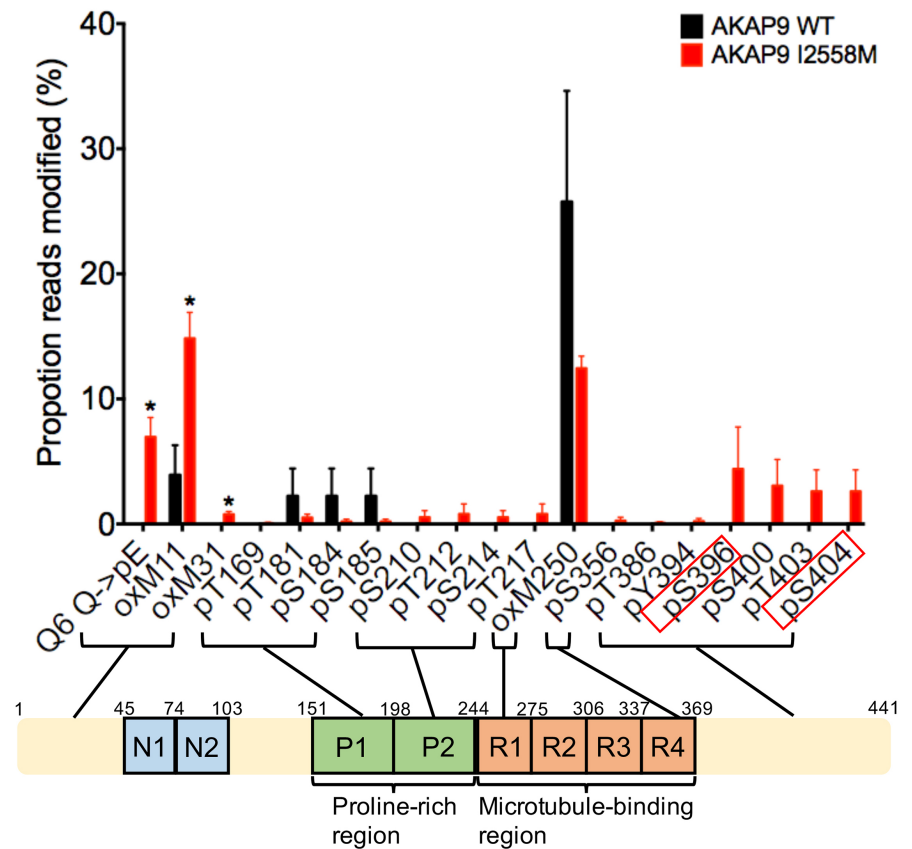 AKAP9 WT
AKAP9 I2558M
Propotion reads modified (%)
40
30
20
10
0
* * *
Q6 Q->pE
oxM11
oxM31
pT169
pT181
pS184
pS185
pS210
pT212
pS214
pT217
oxM250
pS356
pT386
pY394
pS396
pS400
pT403
pS404
1 45 74 103 151 198 244 275 306 337 369 441
N1 N2 P1 P2 R1 R2 R3 R4
Proline-rich region
Microtubule-binding region